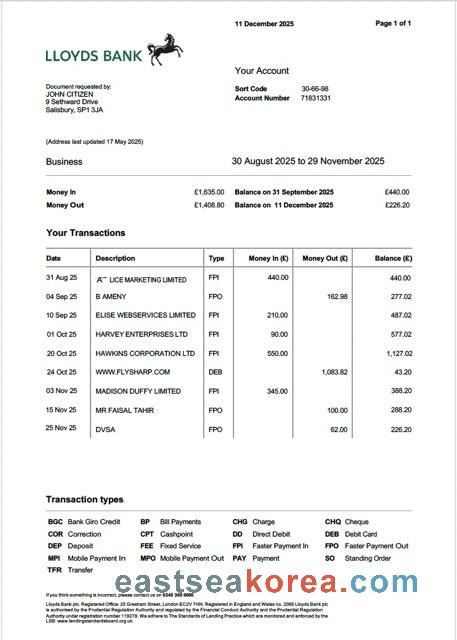 11 December 2025 Page 1 of 1
LLOYDS BANK
Your Account
Document requested by:
JOHN CITIZEN
9 Sethward Drive
Salisbury, SP1 3JA
Sort Code 30-66-98
Account Number 71831331
(Address last updated 17 May 2025)
Business 30 August 2025 to 29 November 2025
Money In £1,635.00 Balance on 31 September 2025 £440.00
Money Out £1,408.80 Balance on 11 December 2025 £226.20
Your Transactions
Date Description Type Money In (£) Money Out (£) Balance (£)
31 Aug 25 A LICE MARKETING LIMITED FPI 440.00 440.00
04 Sep 25 B AMENY FPO 162.98 277.02
10 Sep 25 ELISE WEBSERVICES LIMITED FPI 210.00 487.02
01 Oct 25 HARVEY ENTERPRISES LTD FPI 90.00 577.02
20 Oct 25 HAWKINS CORPORATION LTD FPI 550.00 1,127.02
24 Oct 25 WWW.FLYSHARP.COM DEB 1,083.82 43.20
03 Nov 25 MADISON DUFFY LIMITED FPI 345.00 388.20
15 Nov 25 MR FAISAL TAHIR FPO 100.00 288.20
25 Nov 25 DVSA FPO 62.00 226.20
Transaction types
BGC Bank Giro Credit BP Bill Payments CHG Charge CHQ Cheque
COR Correction CPT Cashpoint DD Direct Debit DEB Debit Card
DEP Deposit FEE Fixed Service FPI Faster Payment In FPO Faster Payment Out
MPI Mobile Payment In MPO Mobile Payment Out PAY Payment SO Standing Order
TFR Transfer
eastseakorea.com
If you think something is incorrect, please contact us on 0345 300 0000
Lloyds Bank plc. Registered Office: 25 Gresham Street, London EC2V 7HN. Registered in England and Wales no. 2065 Lloyds Bank plc
is authorised by the Prudential Regulation Authority and regulated by the Financial Conduct Authority and the Prudential Regulation
Authority under registration number 119278. We adhere to The Standards of Lending Practice which are monitored and enforced by the
LSB: www.lendingstandardsboard.org.uk